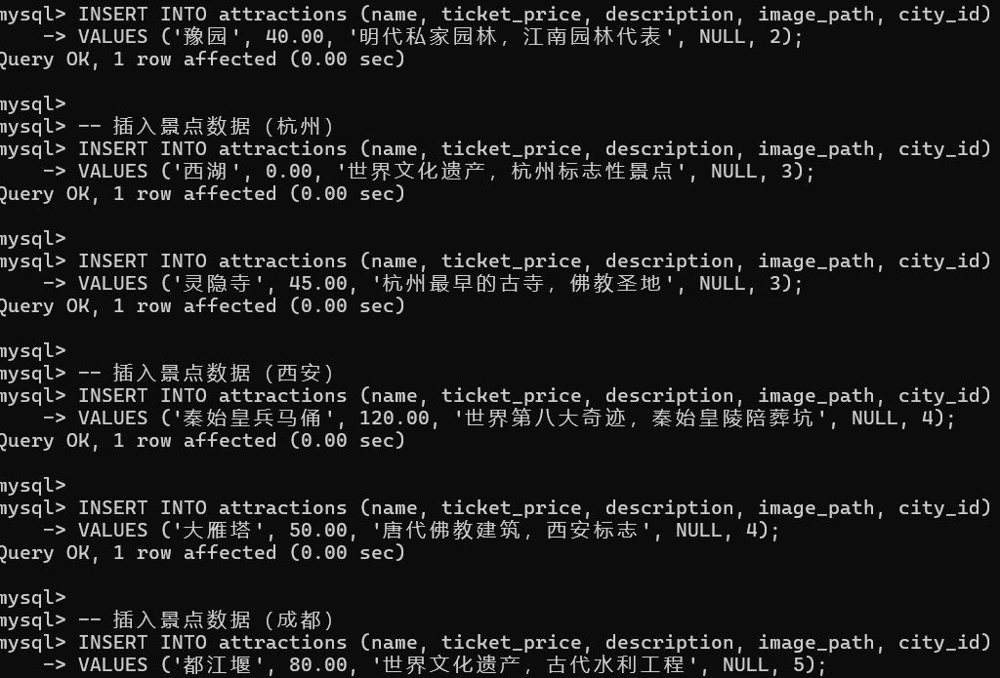 mysql> INSERT INTO attractions (name, ticket_price, description, image_path, city_id)
    -> VALUES ('豫园', 40.00, '明代私家园林，江南园林代表', NULL, 2);
Query OK, 1 row affected (0.00 sec)
mysql>
mysql> -- 插入景点数据（杭州）
mysql> INSERT INTO attractions (name, ticket_price, description, image_path, city_id)
    -> VALUES ('西湖', 0.00, '世界文化遗产，杭州标志性景点', NULL, 3);
Query OK, 1 row affected (0.00 sec)
mysql>
mysql> INSERT INTO attractions (name, ticket_price, description, image_path, city_id)
    -> VALUES ('灵隐寺', 45.00, '杭州最早的古寺，佛教圣地', NULL, 3);
Query OK, 1 row affected (0.00 sec)
mysql>
mysql> -- 插入景点数据（西安）
mysql> INSERT INTO attractions (name, ticket_price, description, image_path, city_id)
    -> VALUES ('秦始皇兵马俑', 120.00, '世界第八大奇迹，秦始皇陵陪葬坑', NULL, 4);
Query OK, 1 row affected (0.00 sec)
mysql>
mysql> INSERT INTO attractions (name, ticket_price, description, image_path, city_id)
    -> VALUES ('大雁塔', 50.00, '唐代佛教建筑，西安标志', NULL, 4);
Query OK, 1 row affected (0.00 sec)
mysql>
mysql> -- 插入景点数据（成都）
mysql> INSERT INTO attractions (name, ticket_price, description, image_path, city_id)
    -> VALUES ('都江堰', 80.00, '世界文化遗产，古代水利工程', NULL, 5);